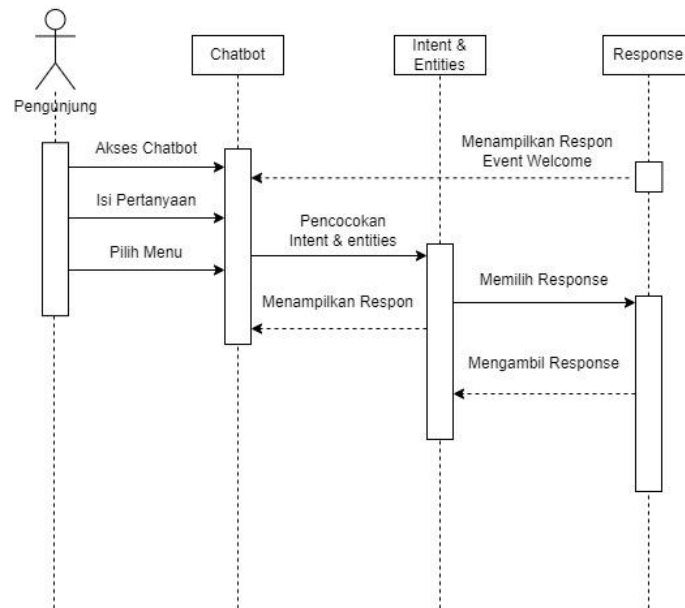 Chatbot
Intent &
Entities
Response
Pengunjung
Akses Chatbot
Menampilkan Respon
Event Welcome
Isi Pertanyaan
Pencocokan
Intent & entities
Pilih Menu
Memilih Response
Menampilkan Respon
Mengambil Response